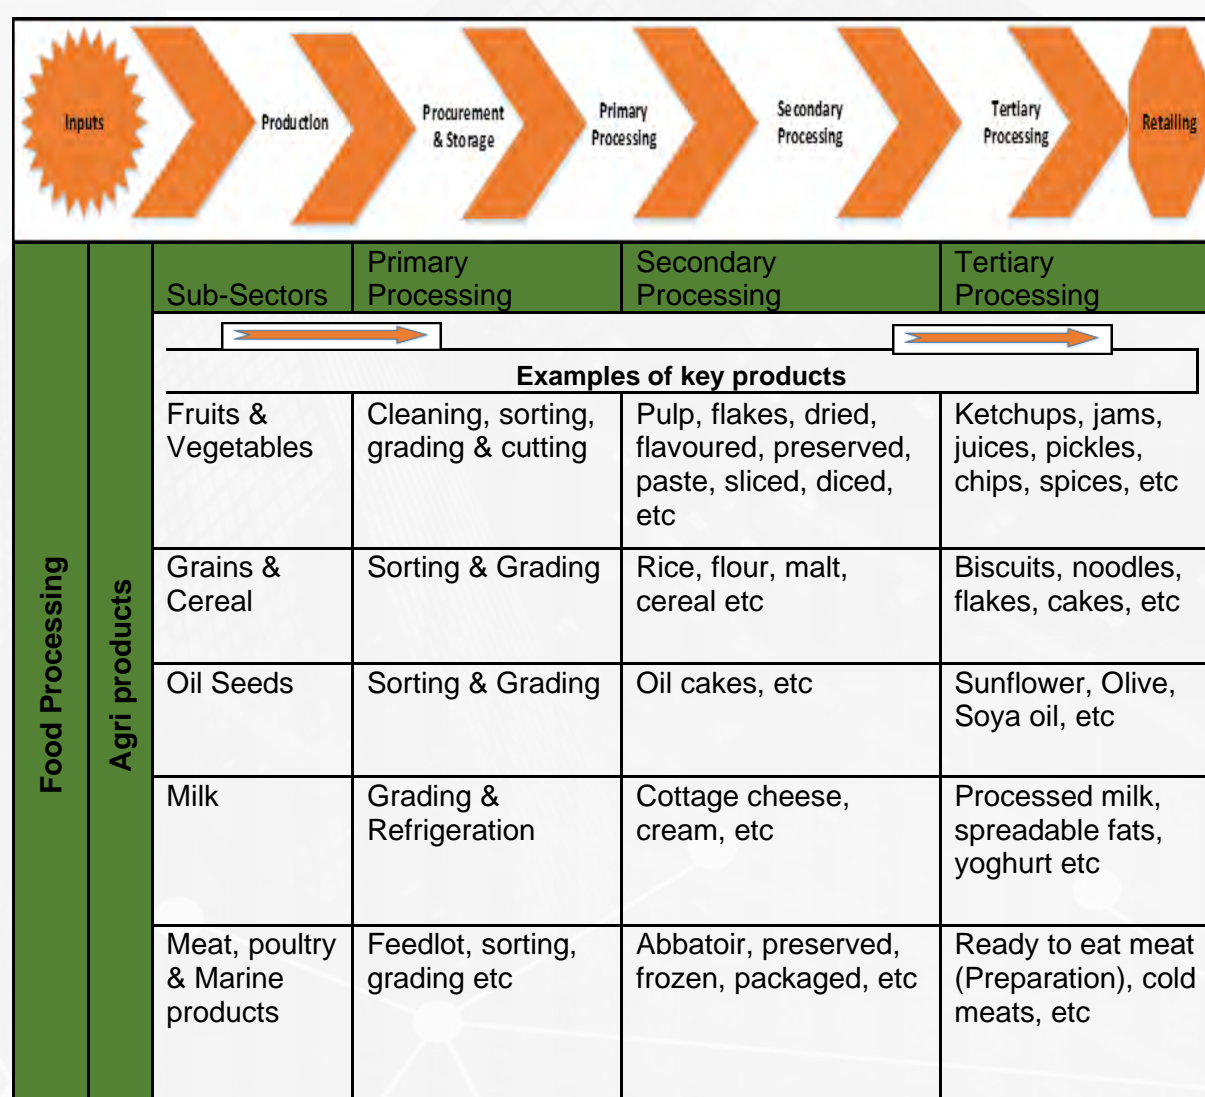 Inputs
Production
Procurement
& Storage
Primary
Processing
Secondary
Processing
Tertiary
Processing
Retailing
Food Processing
Agri products
Sub-Sectors
Primary
Processing
Secondary
Processing
Tertiary
Processing
Examples of key products
Fruits &
Vegetables
Cleaning, sorting,
grading & cutting
Pulp, flakes, dried,
flavoured, preserved,
paste, sliced, diced,
etc
Ketchups, jams,
juices, pickles,
chips, spices, etc
Grains &
Cereal
Sorting & Grading
Rice, flour, malt,
cereal etc
Biscuits, noodles,
flakes, cakes, etc
Oil Seeds
Sorting & Grading
Oil cakes, etc
Sunflower, Olive,
Soya oil, etc
Milk
Grading &
Refrigeration
Cottage cheese,
cream, etc
Processed milk,
spreadable fats,
yoghurt etc
Meat, poultry
& Marine
products
Feedlot, sorting,
grading etc
Abbatoir, preserved,
frozen, packaged, etc
Ready to eat meat
(Preparation), cold
meats, etc